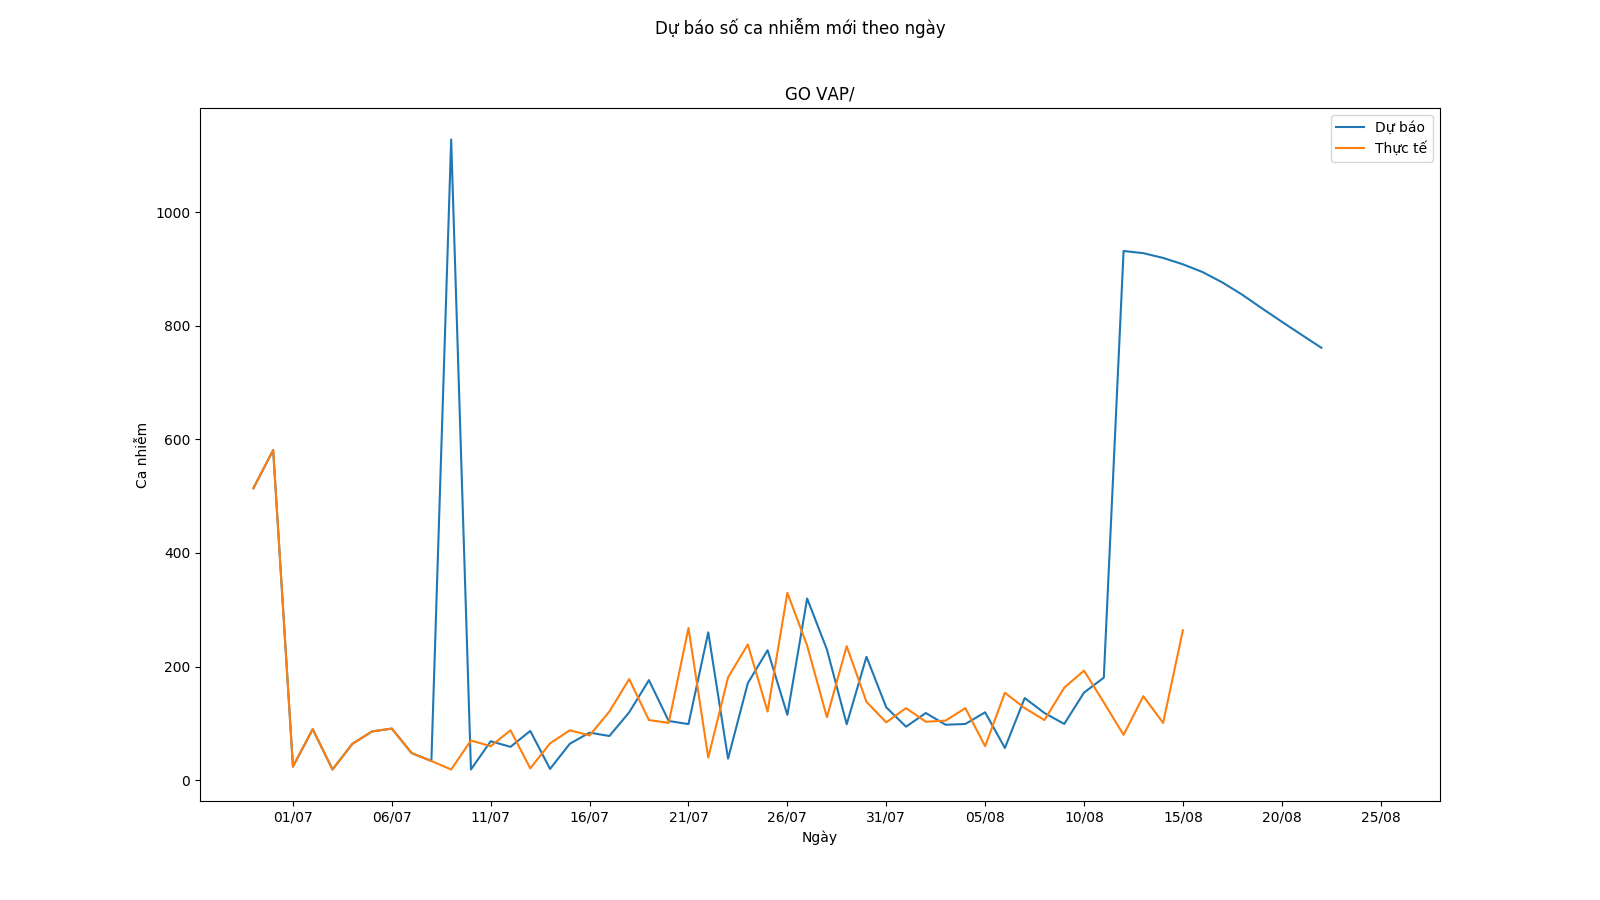 Dự báo số ca nhiễm mới theo ngày
GO VAP/
Dự báo
Thực tế
1000
800
600
400
200
0
Ca nhiễm
01/07 06/07 11/07 16/07 21/07 26/07 31/07 05/08 10/08 15/08 20/08 25/08
Ngày